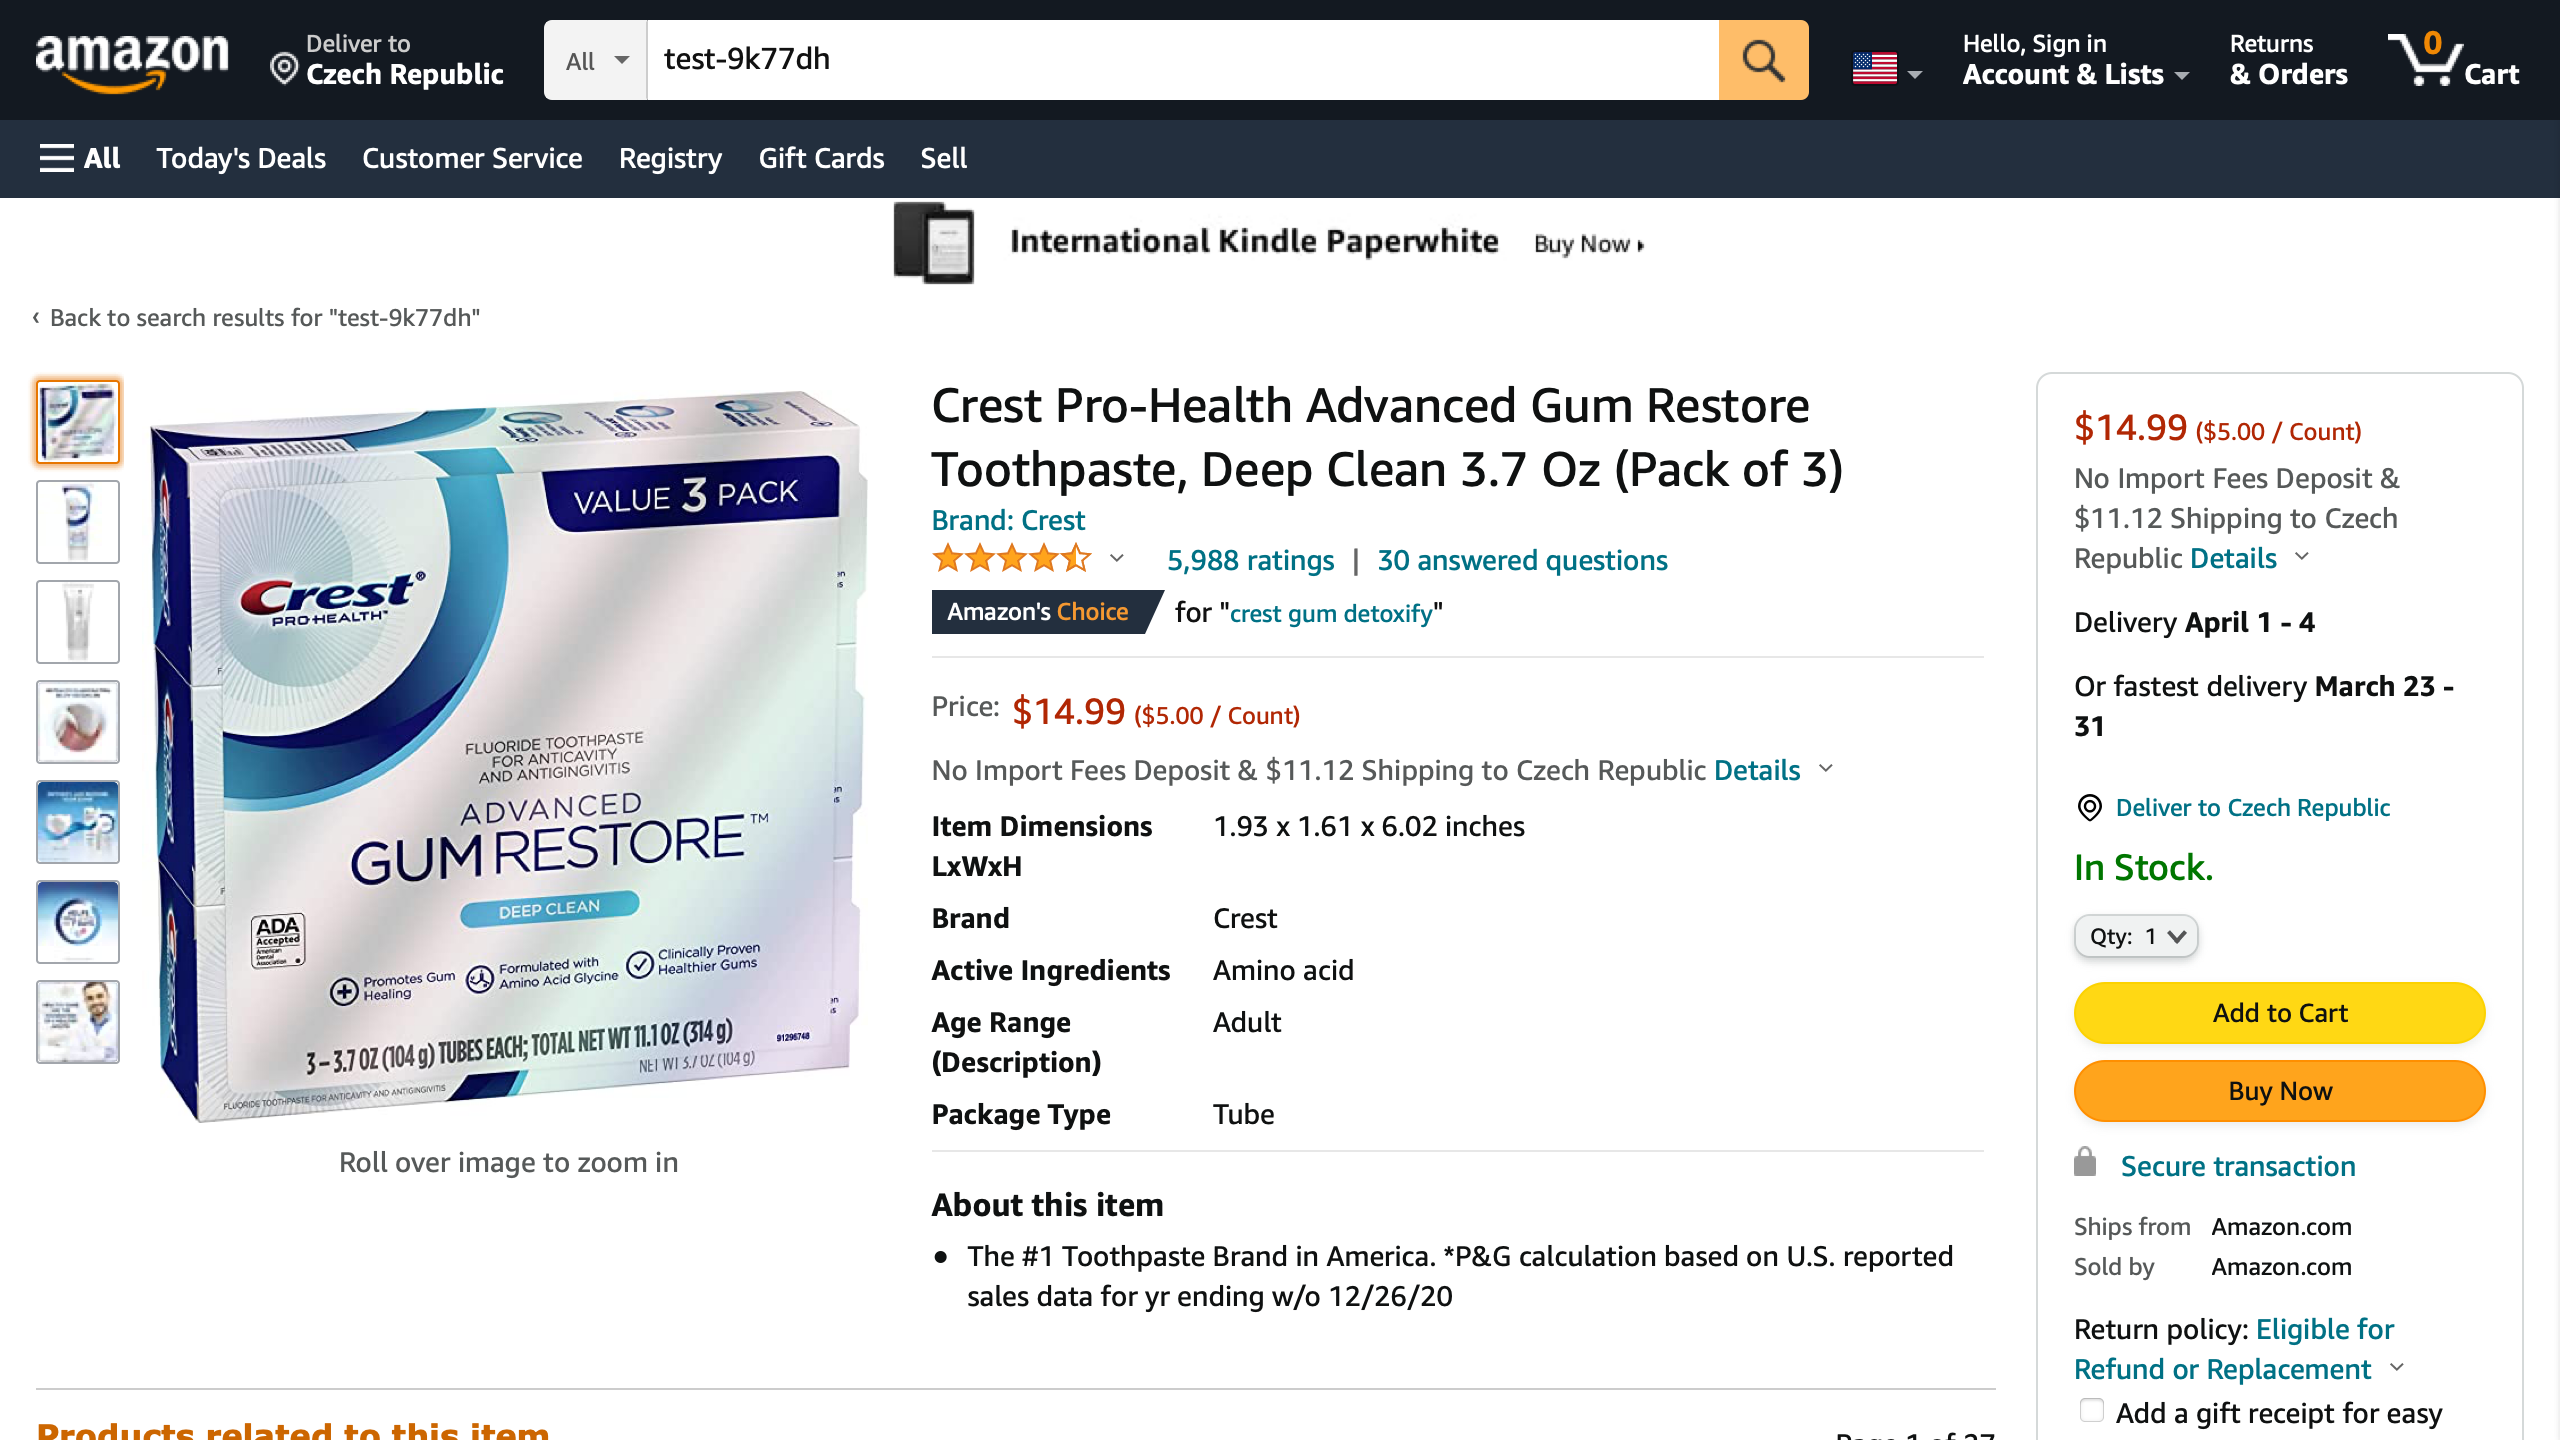 amazon
Deliver to
Czech Republic
All
test-9k77dh
Hello, Sign in
Account & Lists
Returns
& Orders
0
Cart
All
Today's Deals
Customer Service
Registry
Gift Cards
Sell
International Kindle Paperwhite
Buy Now
‹ Back to search results for "test-9k77dh"
VALUE 3 PACK
Crest®
PRO-HEALTH™
FLUORIDE TOOTHPASTE
FOR ANTICAVITY
AND ANTIGINGIVITIS
ADVANCED
GUM RESTORE™
DEEP CLEAN
ADA
Accepted
American
Dental
Association
Promotes Gum
Healing
Formulated with
Amino Acid Glycine
Clinically Proven
Healthier Gums
3 – 3.7 OZ (104 g) TUBES EACH; TOTAL NET WT 11.1 OZ (314 g)
91296748
NET WT 3.7 OZ (104 g)
FLUORIDE TOOTHPASTE FOR ANTICAVITY AND ANTIGINGIVITIS
Roll over image to zoom in
Crest Pro-Health Advanced Gum Restore
Toothpaste, Deep Clean 3.7 Oz (Pack of 3)
Brand: Crest
5,988 ratings | 30 answered questions
Amazon's Choice for "crest gum detoxify"
Price: $14.99 ($5.00 / Count)
No Import Fees Deposit & $11.12 Shipping to Czech Republic Details
Item Dimensions 1.93 x 1.61 x 6.02 inches
LxWxH
Brand Crest
Active Ingredients Amino acid
Age Range Adult
(Description)
Package Type Tube
About this item
• The #1 Toothpaste Brand in America. *P&G calculation based on U.S. reported
sales data for yr ending w/o 12/26/20
$14.99 ($5.00 / Count)
No Import Fees Deposit &
$11.12 Shipping to Czech
Republic Details
Delivery April 1 - 4
Or fastest delivery March 23 -
31
Deliver to Czech Republic
In Stock.
Qty: 1
Add to Cart
Buy Now
Secure transaction
Ships from Amazon.com
Sold by Amazon.com
Return policy: Eligible for
Refund or Replacement
Add a gift receipt for easy
Products related to this item
Page 1 of 27